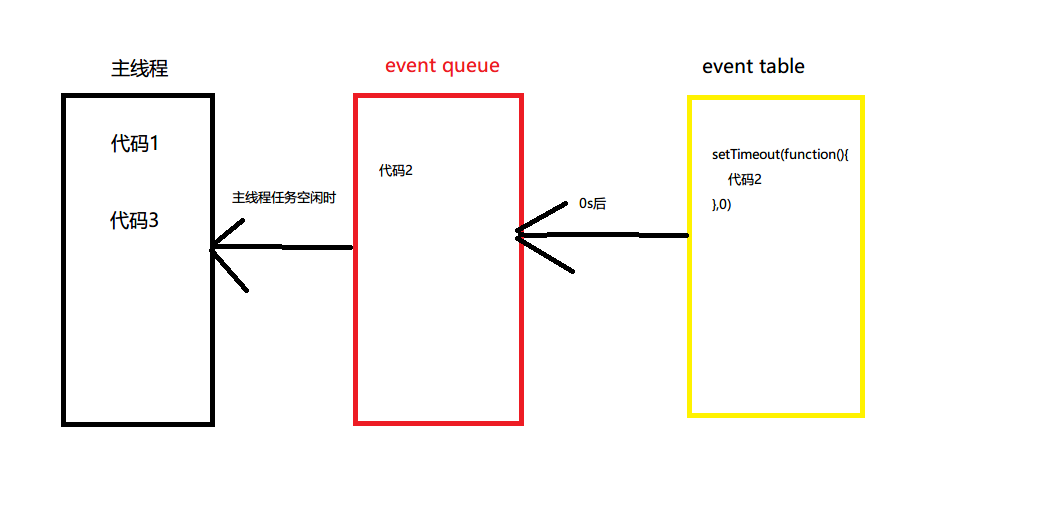 主线程
代码1
代码3
主线程任务空闲时
event queue
代码2
0s后
event table
setTimeout(function(){
代码2
},0)